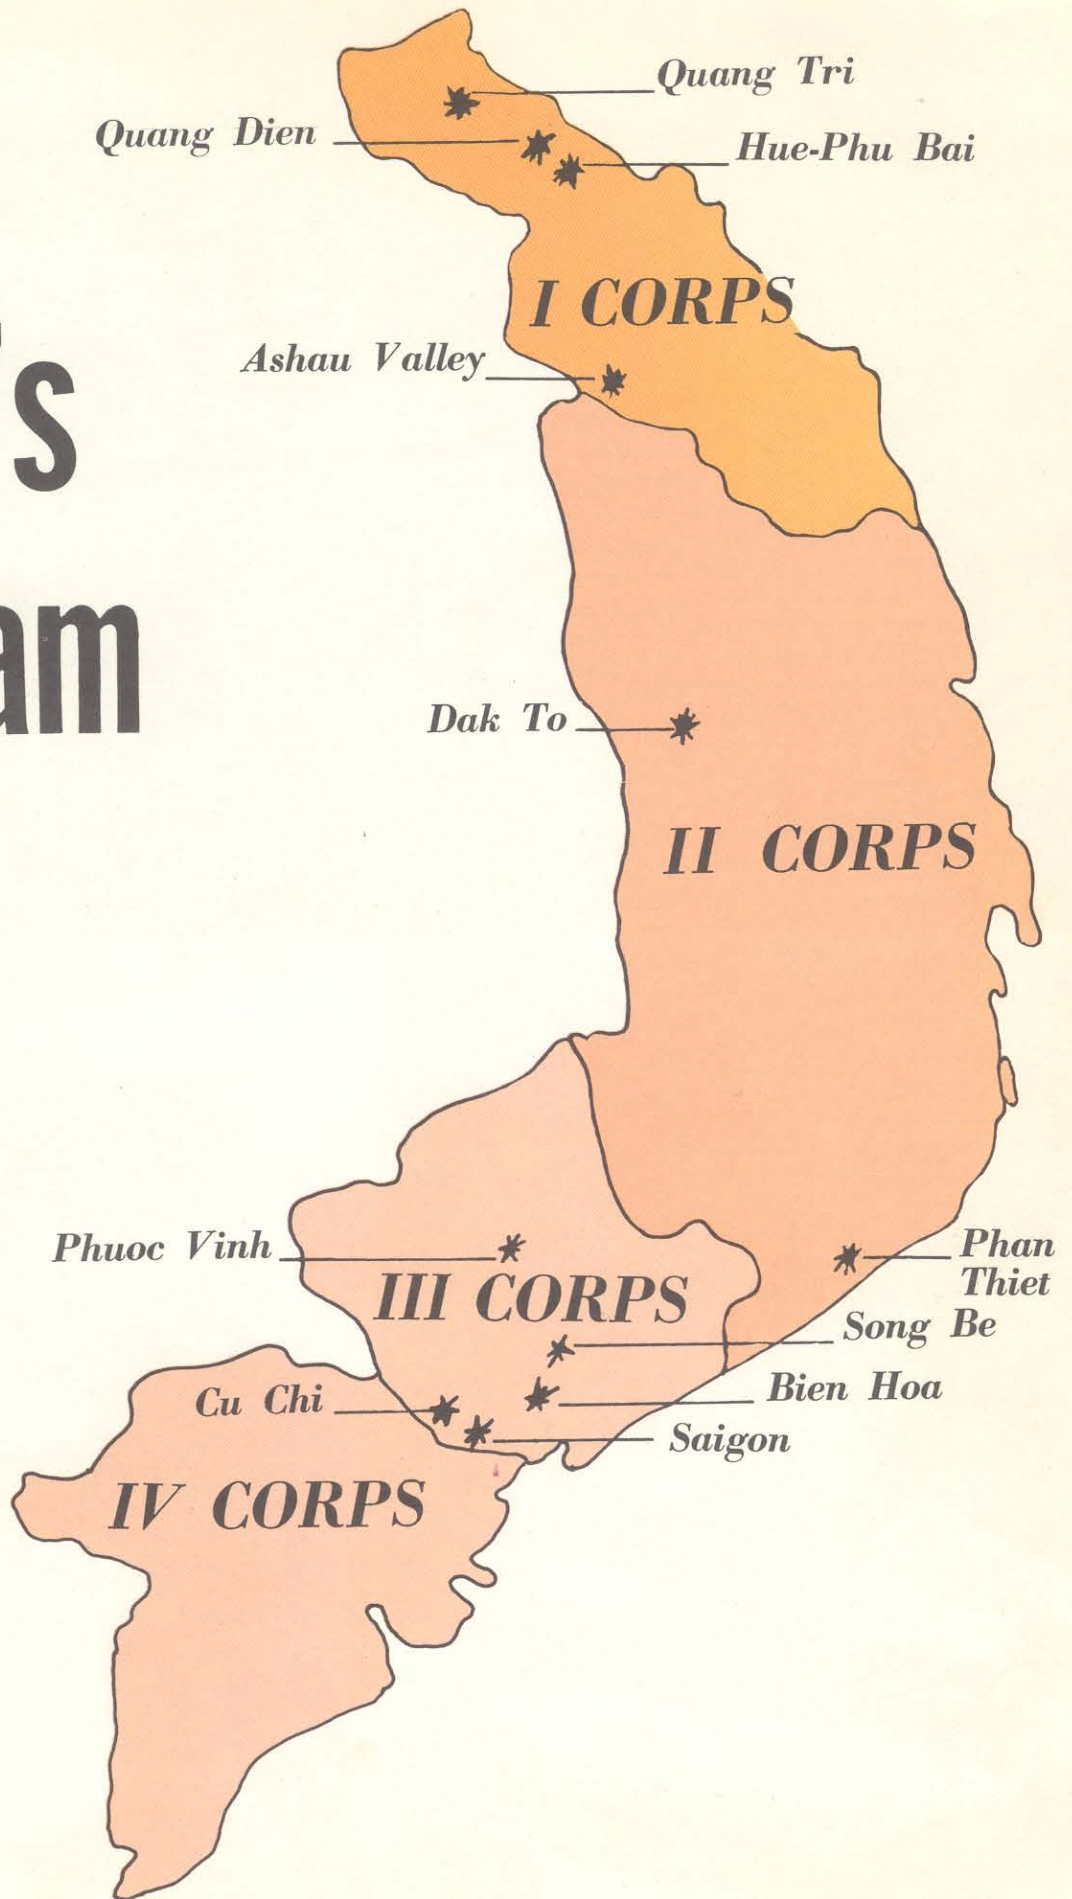 Quang Tri
Quang Dien
Hue-Phu Bai
I CORPS
's
Ashau Valley
am
Dak To
II CORPS
Phuoc Vinh
Phan
Thiet
III CORPS
Song Be
Cu Chi
Bien Hoa
Saigon
IV CORPS